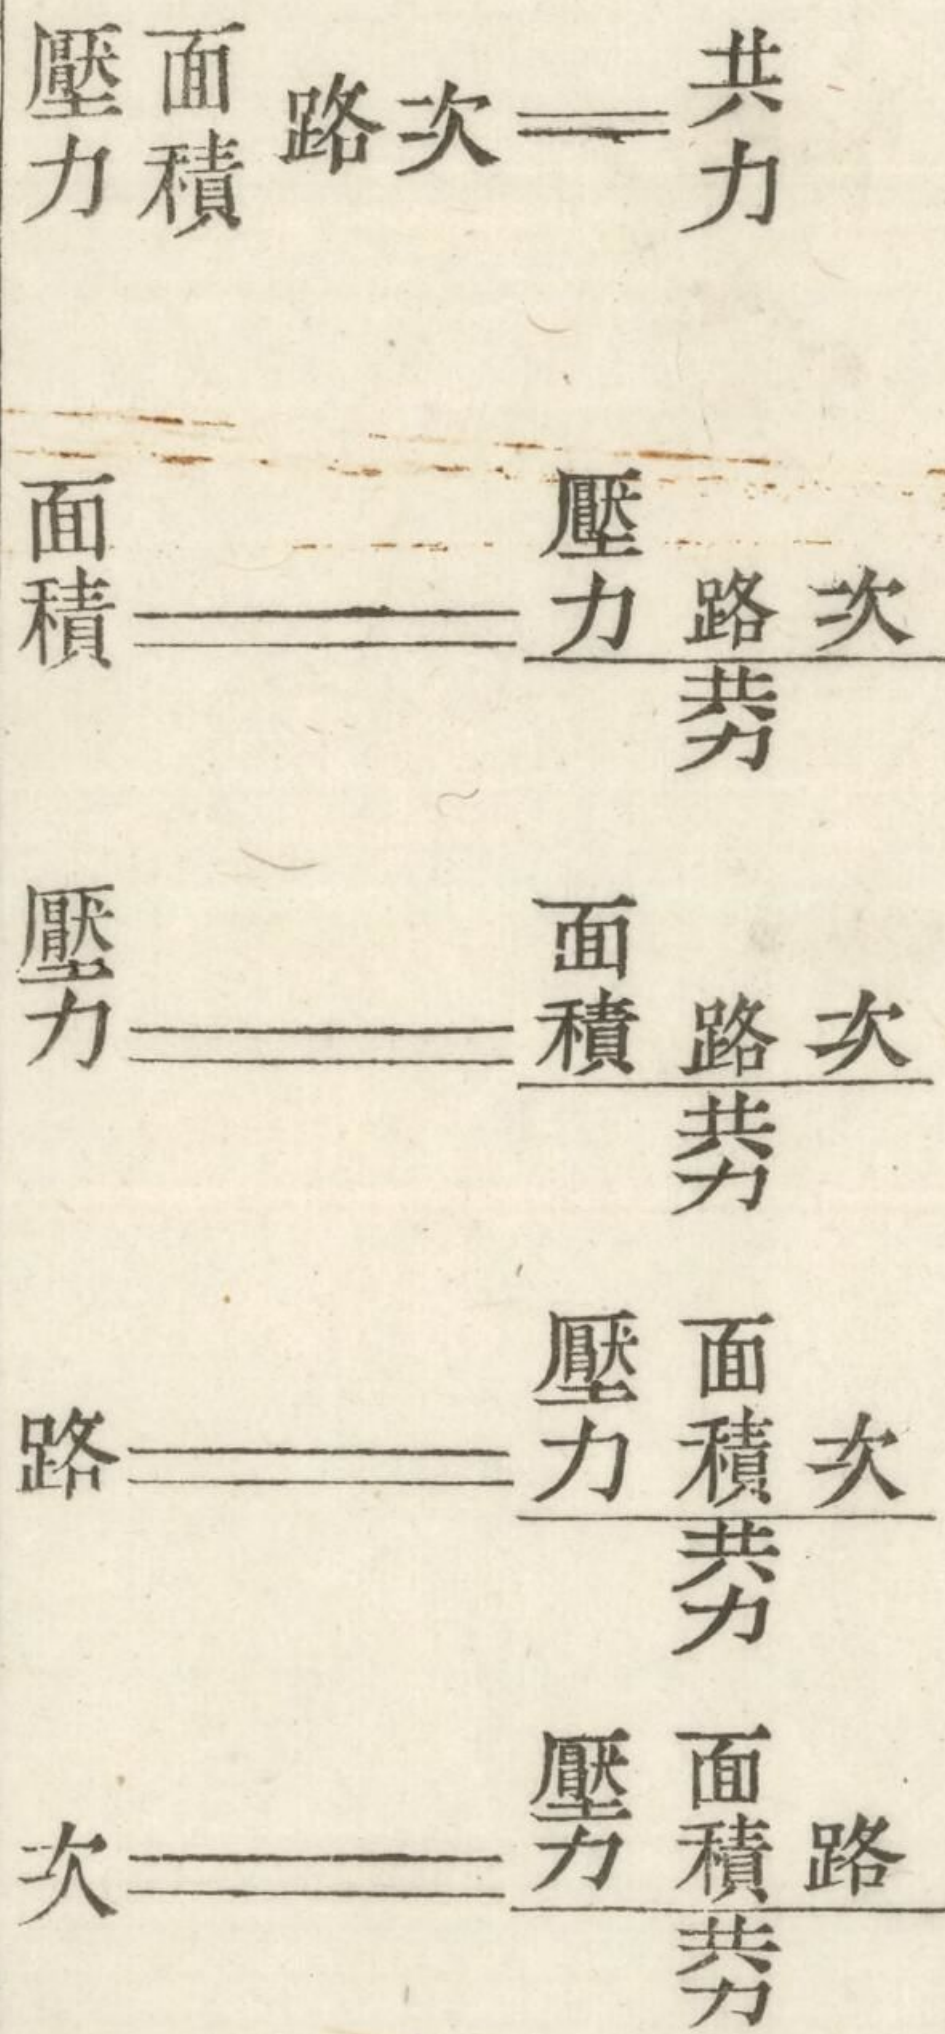 壓力 面積 路 次 = 共力
面積 = 壓力 路 次
共力
壓力 = 面積 路 次
共力
路 = 壓力 面積 次
共力
次 = 壓力 面積 路
共力